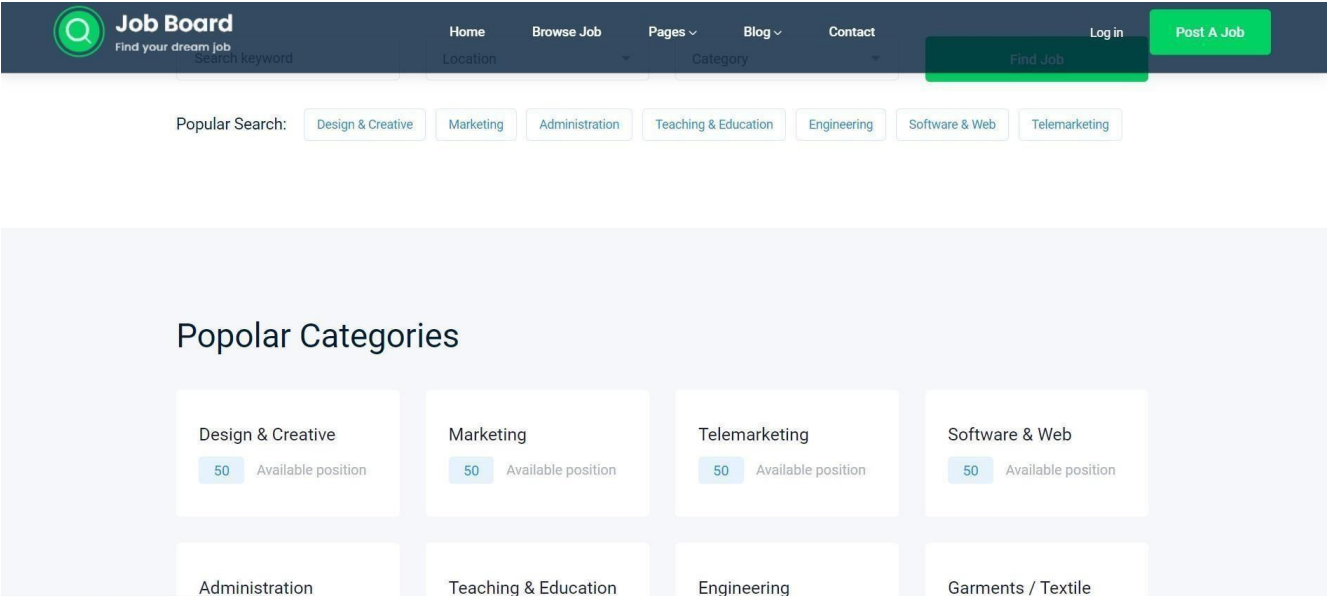 Job Board
Find your dream job
Home Browse Job Pages Blog Contact Log in Post A Job
Search keyword Location Category Find Job
Popular Search: Design & Creative Marketing Administration Teaching & Education Engineering Software & Web Telemarketing
Popolar Categories
Design & Creative Marketing Telemarketing Software & Web
50 Available position 50 Available position 50 Available position 50 Available position
Administration Teaching & Education Engineering Garments / Textile